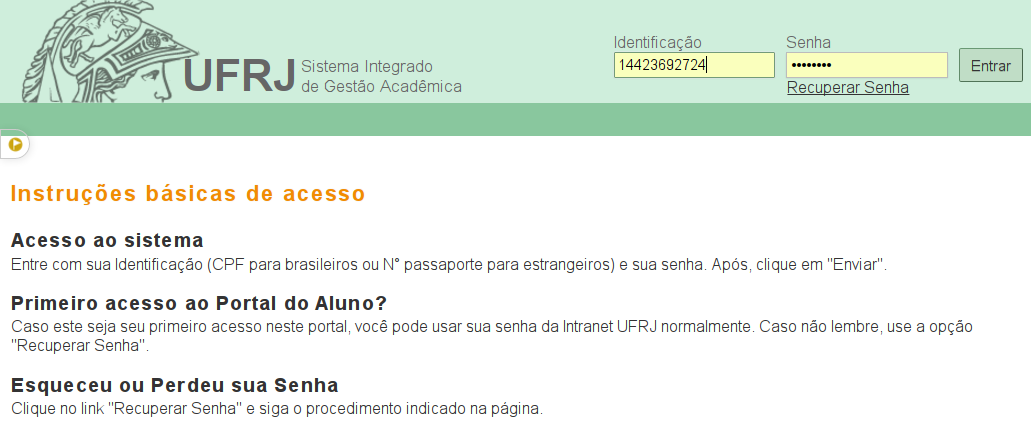 UFRJ
Sistema Integrado
de Gestão Acadêmica
Identificação
14423692724
Senha
••••••••
Recuperar Senha
Entrar
Instruções básicas de acesso
Acesso ao sistema
Entre com sua Identificação (CPF para brasileiros ou N° passaporte para estrangeiros) e sua senha. Após, clique em "Enviar".
Primeiro acesso ao Portal do Aluno?
Caso este seja seu primeiro acesso neste portal, você pode usar sua senha da Intranet UFRJ normalmente. Caso não lembre, use a opção
"Recuperar Senha".
Esqueceu ou Perdeu sua Senha
Clique no link "Recuperar Senha" e siga o procedimento indicado na página.